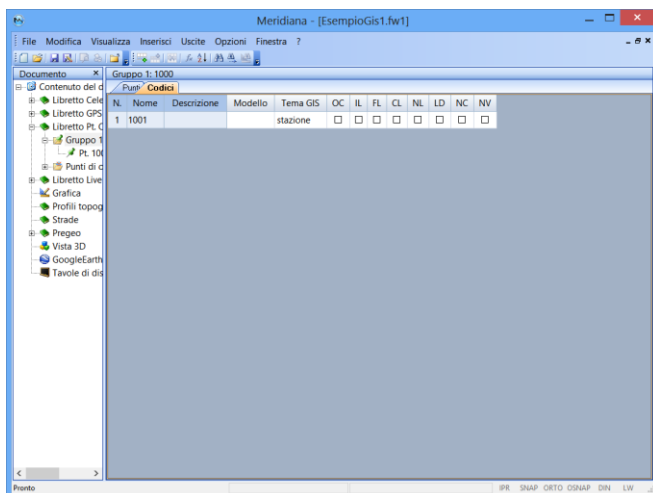 Meridiana - [EsempioGis1.fw1]
File Modifica Visualizza Inserisci Uscite Opzioni Finestra ?
Documento
Gruppo 1: 1000
Contenuto del d
Libretto Cele
Libretto GPS
Libretto Pt. C
Gruppo 1
Pt. 100
Punti di c
Libretto Live
Grafica
Profili topog
Strade
Pregeo
Vista 3D
GoogleEarth
Tavole di dis
Punti Codici
N. Nome Descrizione Modello Tema GIS OC IL FL CL NL LD NC NV
1 1001 stazione
Pronto
IPR SNAP ORTO OSNAP DIN LW